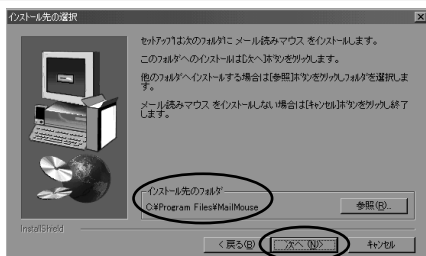 インストール先の選択
セットアップは次のフォルダに メール読みマウス をインストールします。
このフォルダへのインストールは[次へ]ボタンをクリックします。
他のフォルダへインストールする場合は[参照]ボタンをクリックしフォルダを選択しま
す。
メール読みマウス をインストールしない場合は[キャンセル]ボタンをクリックし終了
します。
インストール先のフォルダ
C:¥Program Files¥MailMouse
参照(R)...
InstallShield
< 戻る(B)
次へ (N)>
キャンセル